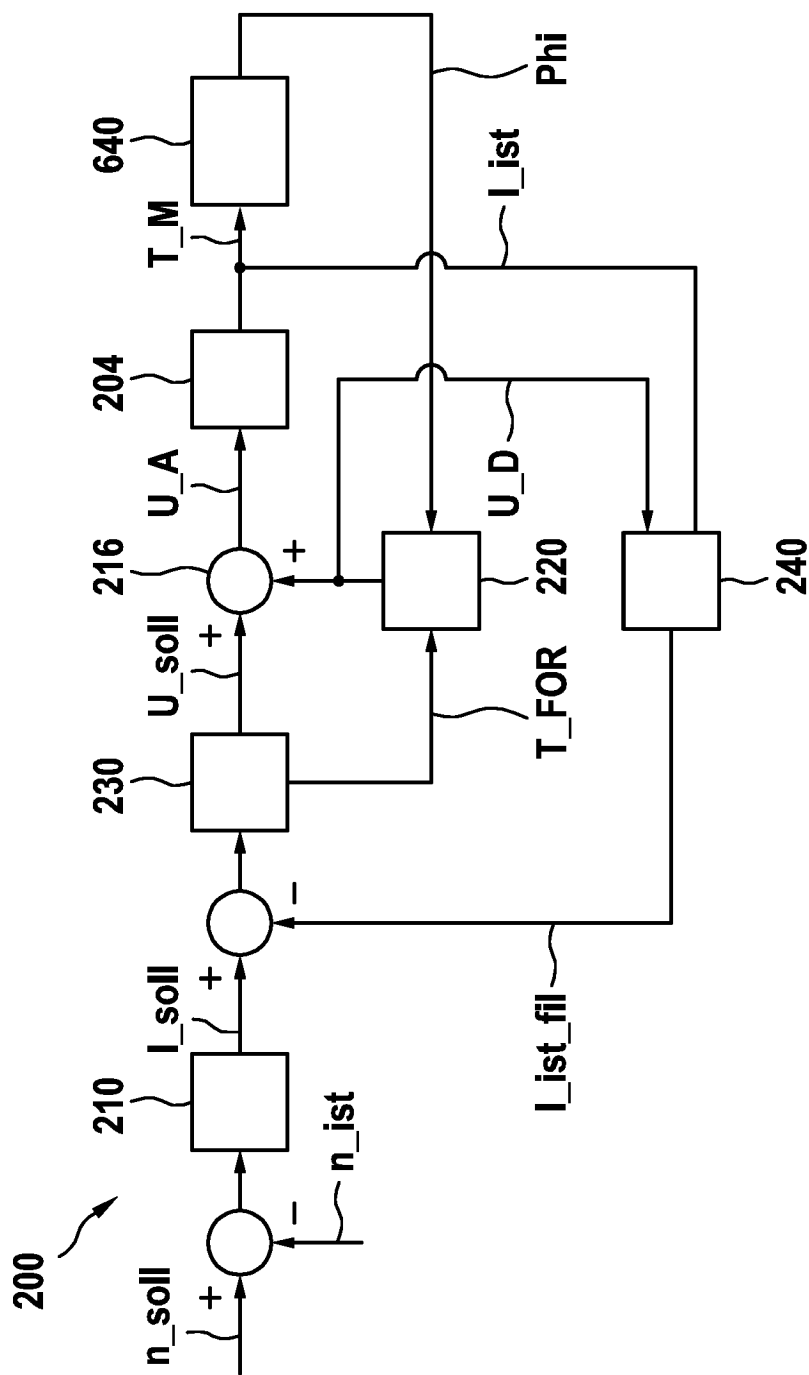 200
n_soll
+
−
n_ist
210
I_soll
+
−
I_ist_fil
230
U_soll
+
+
216
U_A
204
T_M
640
T_FOR
220
U_D
240
I_ist
Phi